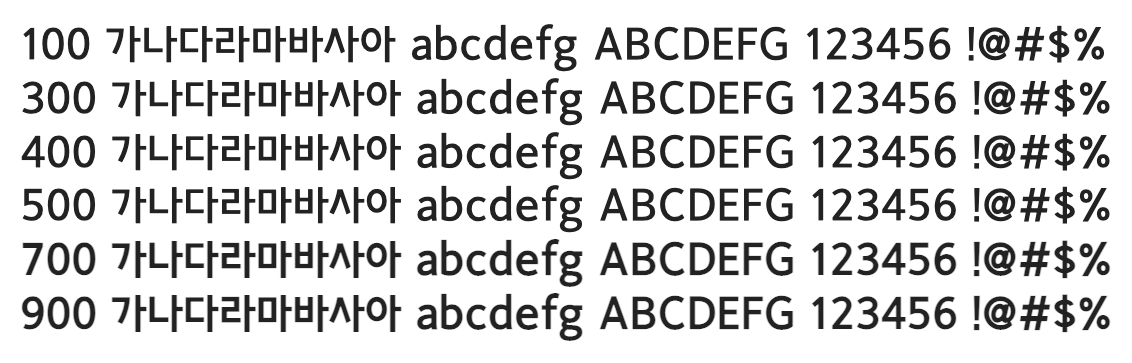 100 가나다라마바사아 abcdefg ABCDEFG 123456 !@#$%
300 가나다라마바사아 abcdefg ABCDEFG 123456 !@#$%
400 가나다라마바사아 abcdefg ABCDEFG 123456 !@#$%
500 가나다라마바사아 abcdefg ABCDEFG 123456 !@#$%
700 가나다라마바사아 abcdefg ABCDEFG 123456 !@#$%
900 가나다라마바사아 abcdefg ABCDEFG 123456 !@#$%